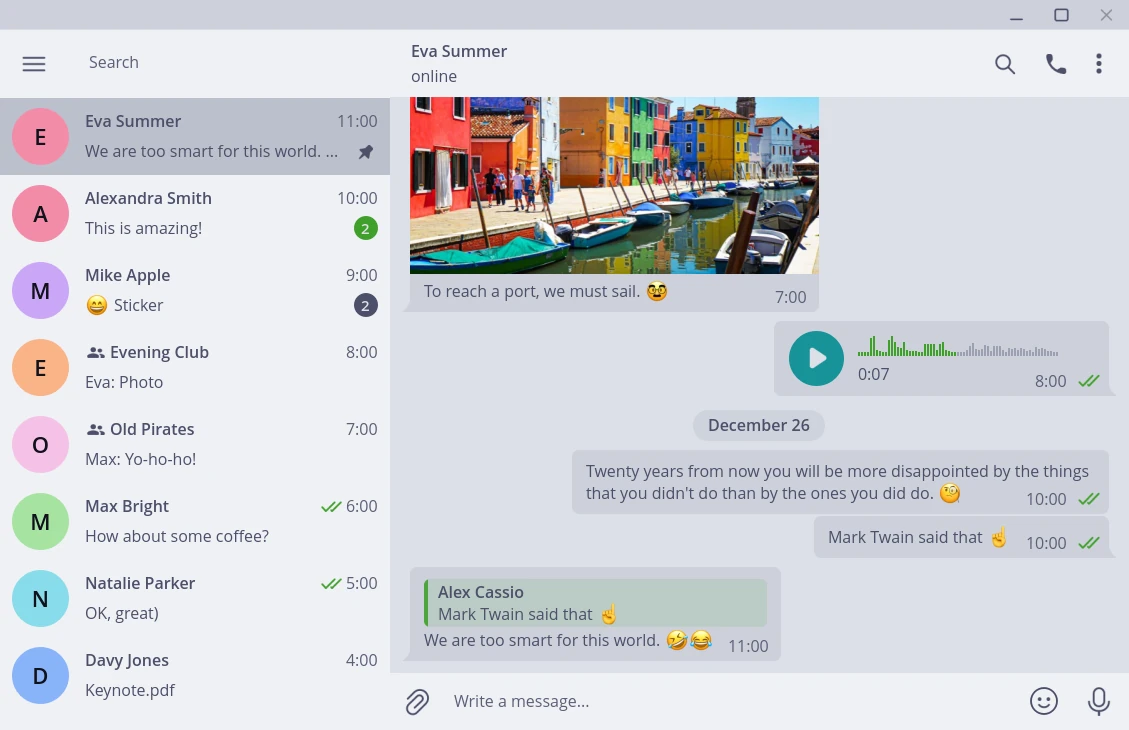 Search
E
Eva Summer
11:00
We are too smart for this world. ...
A
Alexandra Smith
10:00
This is amazing!
2
M
Mike Apple
9:00
😄 Sticker
2
E
Evening Club
8:00
Eva: Photo
O
Old Pirates
7:00
Max: Yo-ho-ho!
M
Max Bright
6:00
How about some coffee?
N
Natalie Parker
5:00
OK, great)
D
Davy Jones
4:00
Keynote.pdf
Eva Summer
online
To reach a port, we must sail. 🥸
7:00
0:07
8:00
December 26
Twenty years from now you will be more disappointed by the things
that you didn't do than by the ones you did do. 🧐
10:00
Mark Twain said that ☝️
10:00
Alex Cassio
Mark Twain said that ☝️
We are too smart for this world. 🤣😂
11:00
Write a message...